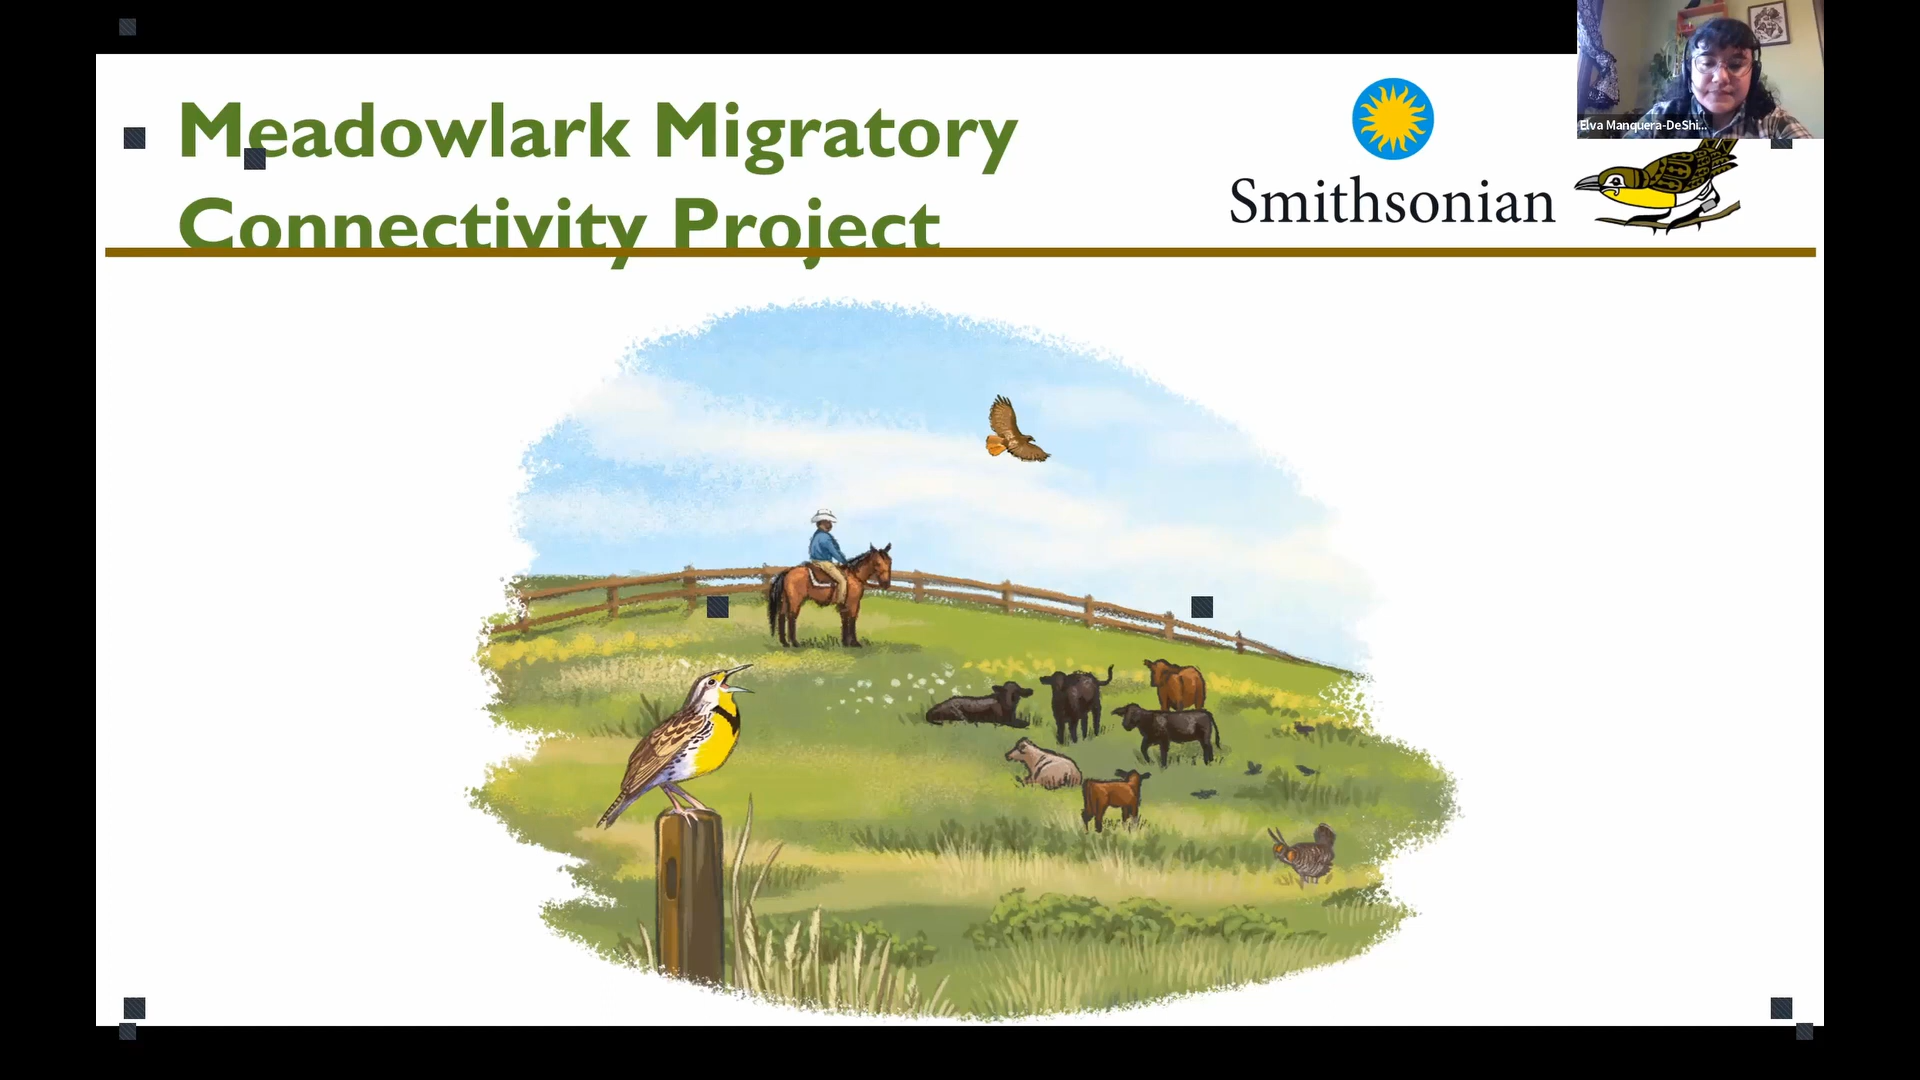 Meadowlark Migratory
Connectivity Project
Smithsonian
Elva Manquera-DeShi...